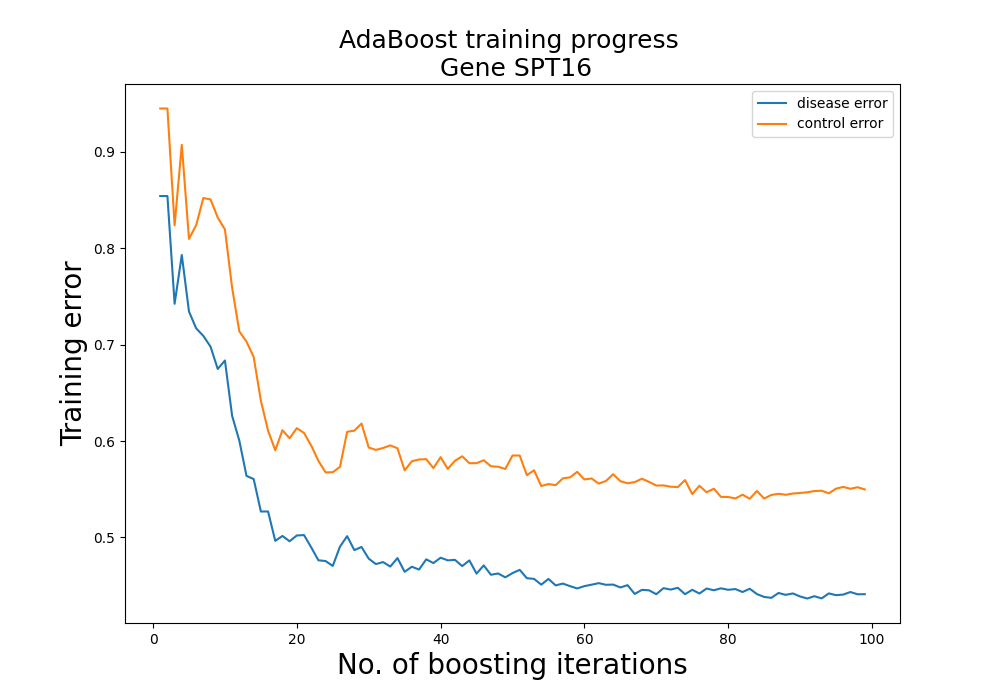 AdaBoost training progress
Gene SPT16
disease error
control error
0.9
0.8
0.7
0.6
0.5
Training error
0
20
40
60
80
100
No. of boosting iterations